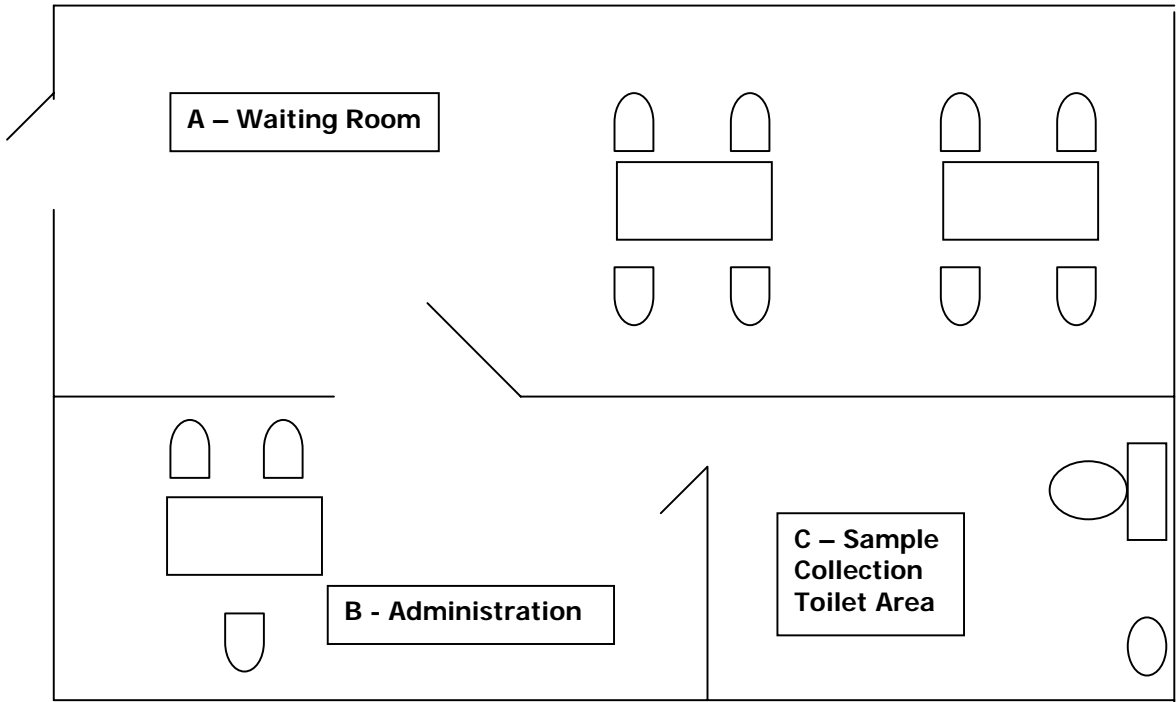 A – Waiting Room
B - Administration
C – Sample
Collection
Toilet Area